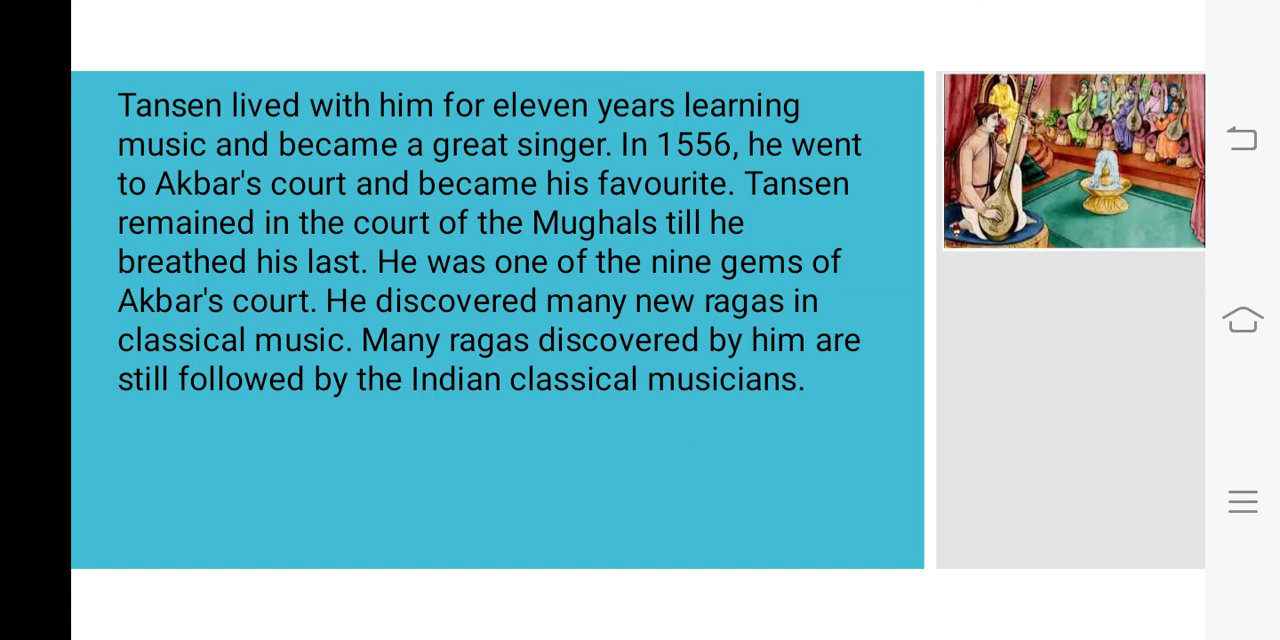 Tansen lived with him for eleven years learning
music and became a great singer. In 1556, he went
to Akbar's court and became his favourite. Tansen
remained in the court of the Mughals till he
breathed his last. He was one of the nine gems of
Akbar's court. He discovered many new ragas in
classical music. Many ragas discovered by him are
still followed by the Indian classical musicians.